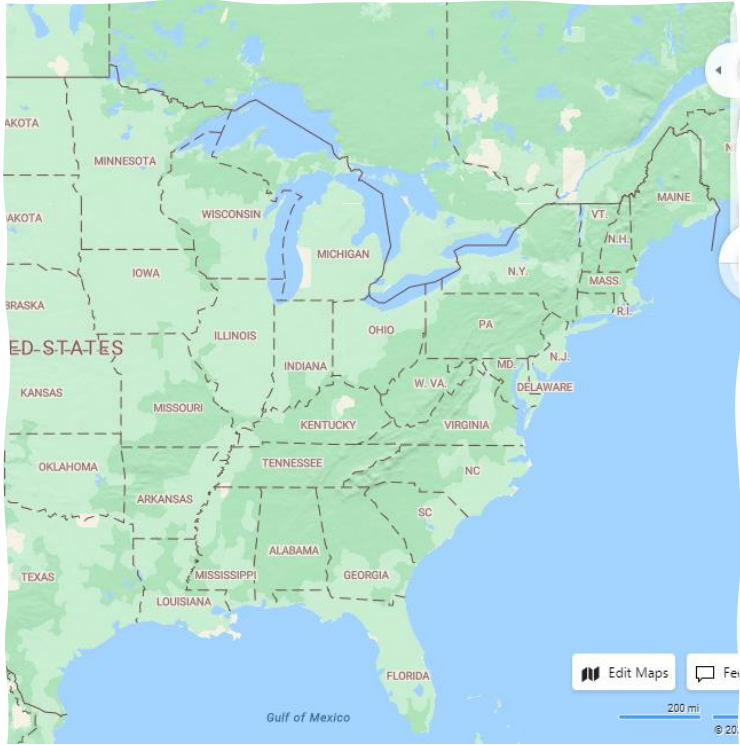 AKOTA
MINNESOTA
MAINE
N
AKOTA
WISCONSIN
VT.
N.H.
MICHIGAN
IOWA
N.Y.
MASS.
BRASKA
R.I.
ILLINOIS
OHIO
PA
ED STATES
INDIANA
MD.
N.J.
KANSAS
W. VA.
DELAWARE
MISSOURI
KENTUCKY
VIRGINIA
OKLAHOMA
TENNESSEE
NC
ARKANSAS
SC
ALABAMA
TEXAS
MISSISSIPPI
GEORGIA
LOUISIANA
FLORIDA
Edit Maps
Fe
Gulf of Mexico
200 mi
© 20